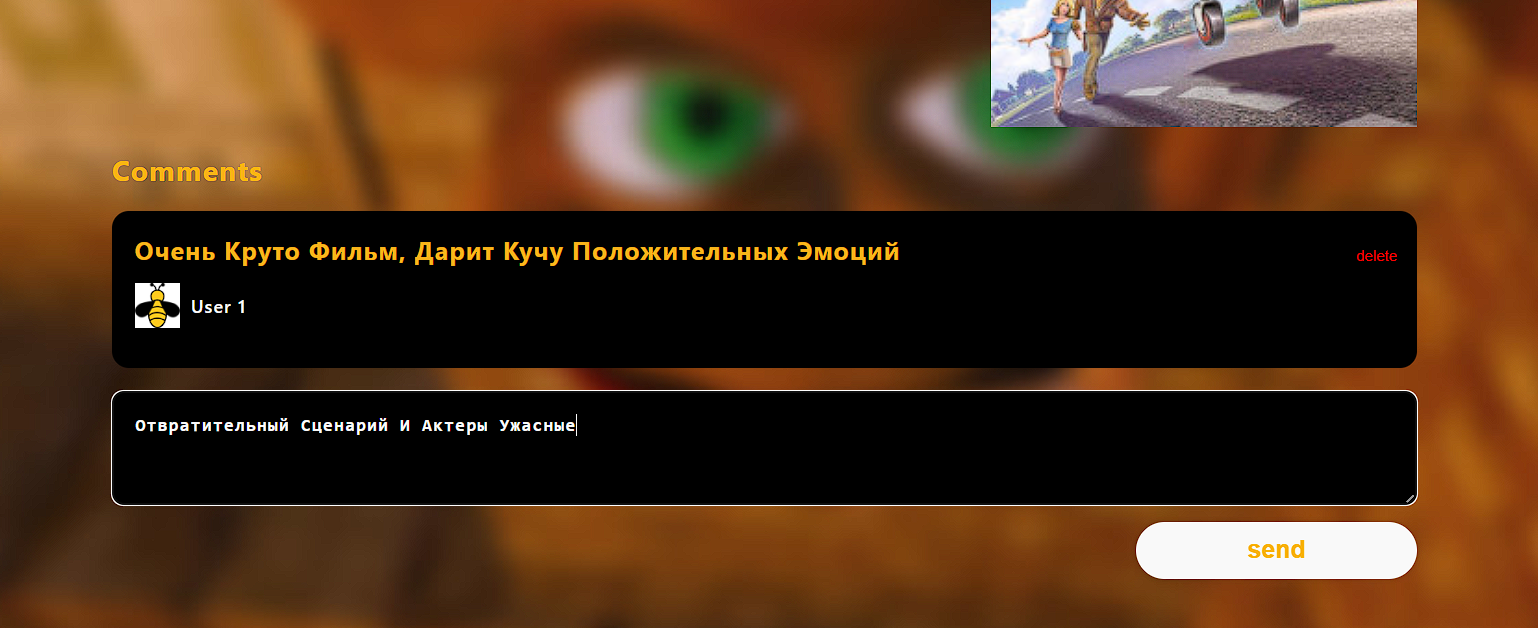 Comments
Очень Круто Фильм, Дарит Кучу Положительных Эмоций
delete
User 1
Отвратительный Сценарий И Актеры Ужасные
send